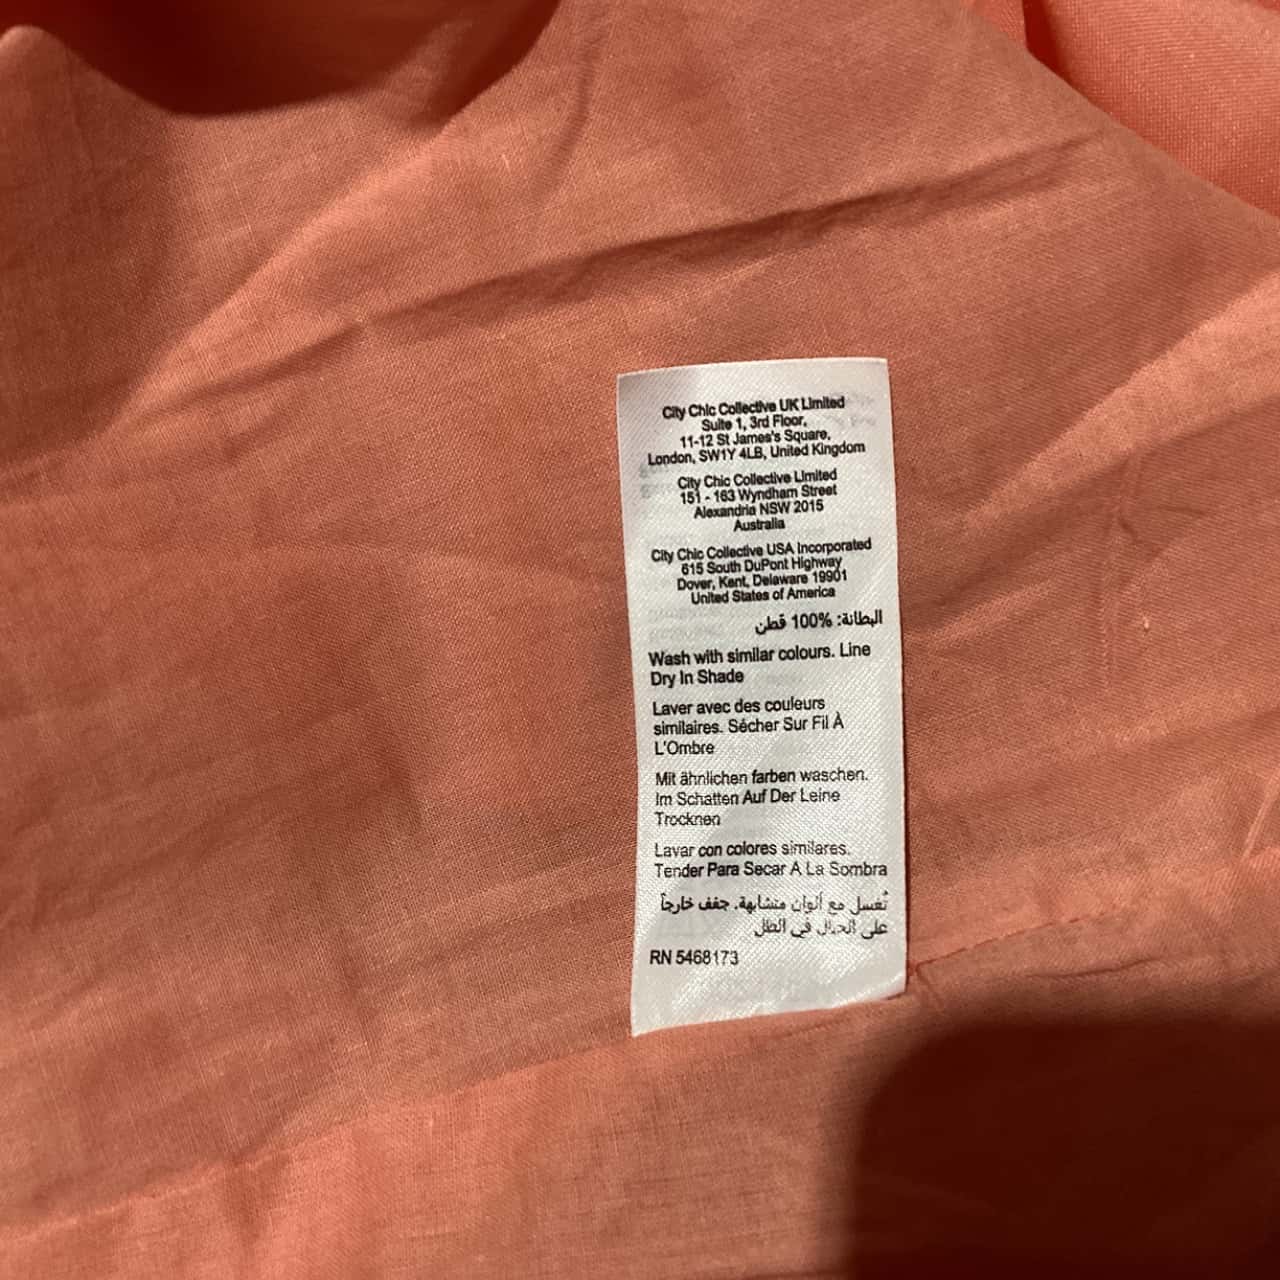 City Chic Collective UK Limited
Suite 1, 3rd Floor,
11-12 St James's Square,
London, SW1Y 4LB, United Kingdom
City Chic Collective Limited
151 - 163 Wyndham Street
Alexandria NSW 2015
Australia
City Chic Collective USA Incorporated
615 South DuPont Highway
Dover, Kent, Delaware 19901
United States of America
البطانة: 100% قطن
Wash with similar colours. Line
Dry In Shade
Laver avec des couleurs
similaires. Sécher Sur Fil À
L'Ombre
Mit ähnlichen farben waschen.
Im Schatten Auf Der Leine
Trocknen
Lavar con colores similares.
Tender Para Secar A La Sombra
تُغسل مع ألوان متشابهة. جفف خارجاً
على الحبال في الظل
RN 5468173